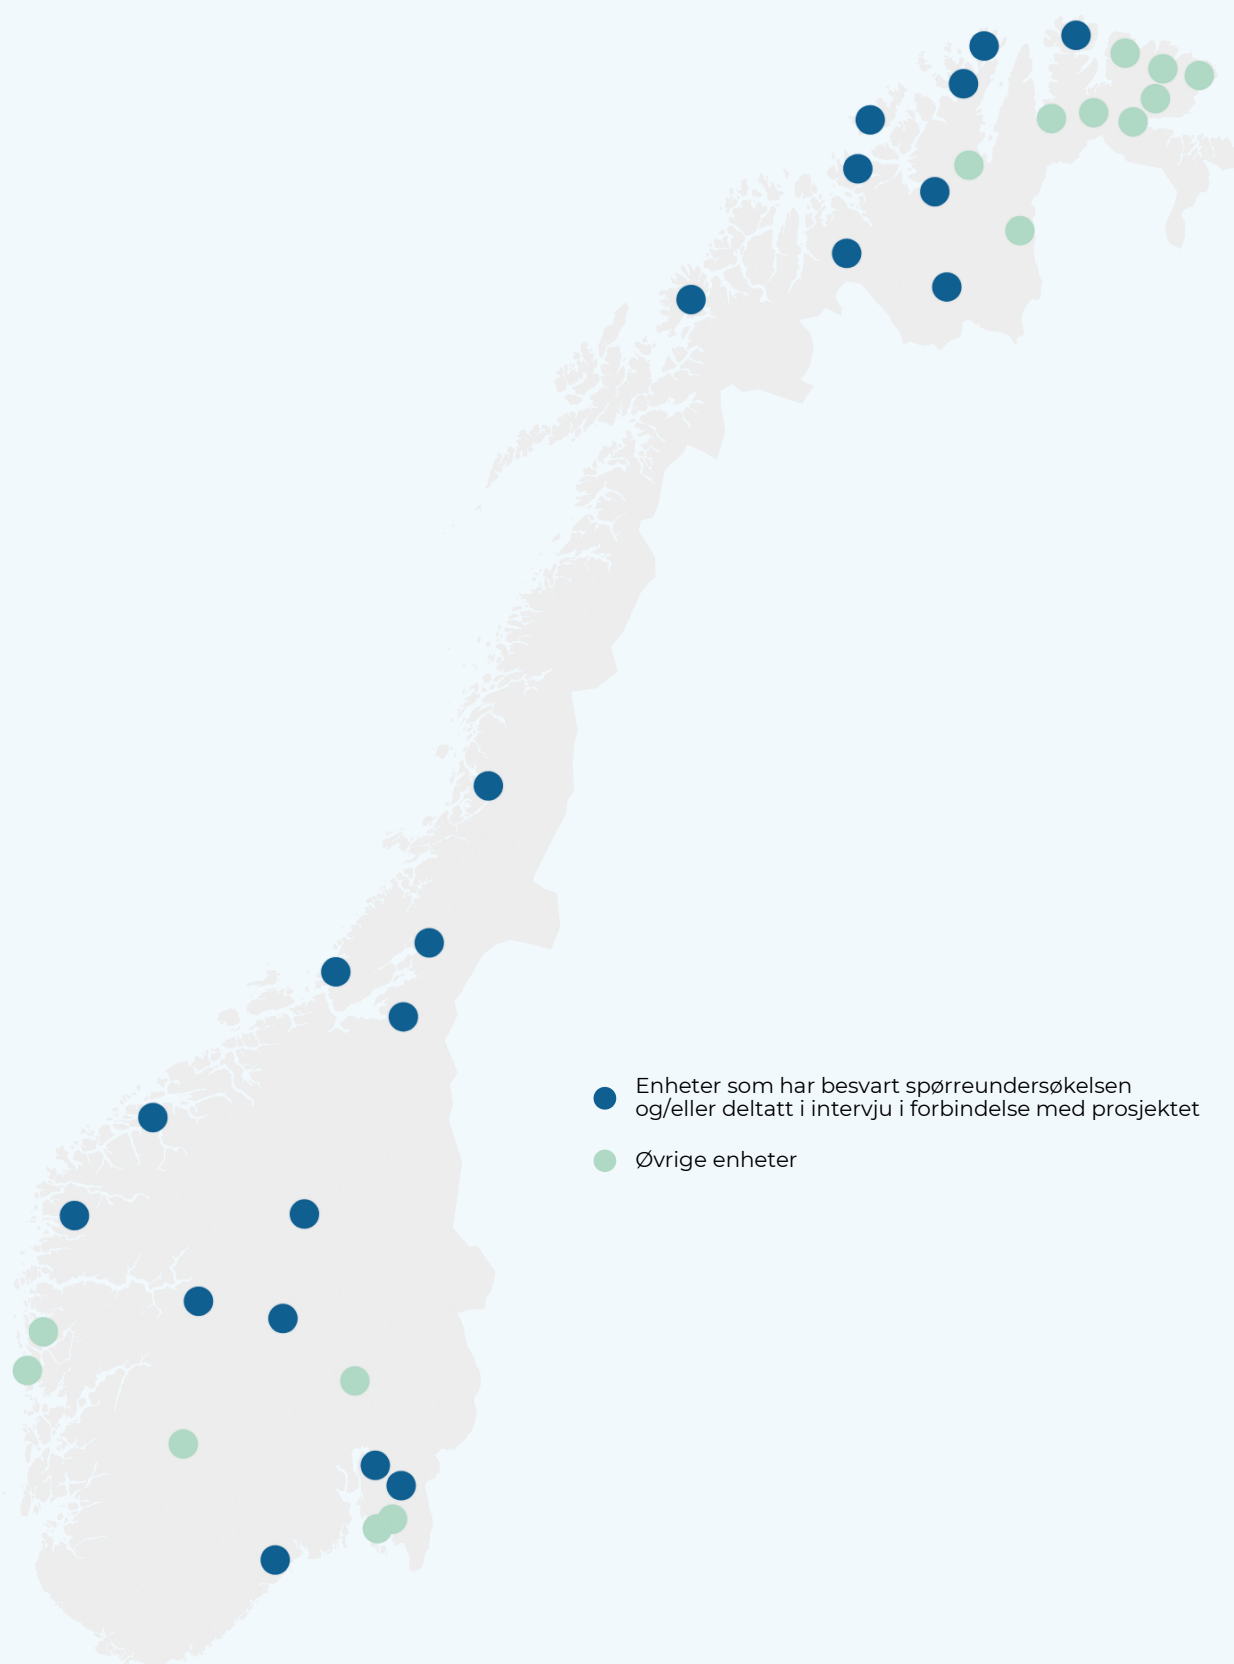 Enheter som har besvart spørreundersøkelsen
og/eller deltatt i intervju i forbindelse med prosjektet
Øvrige enheter